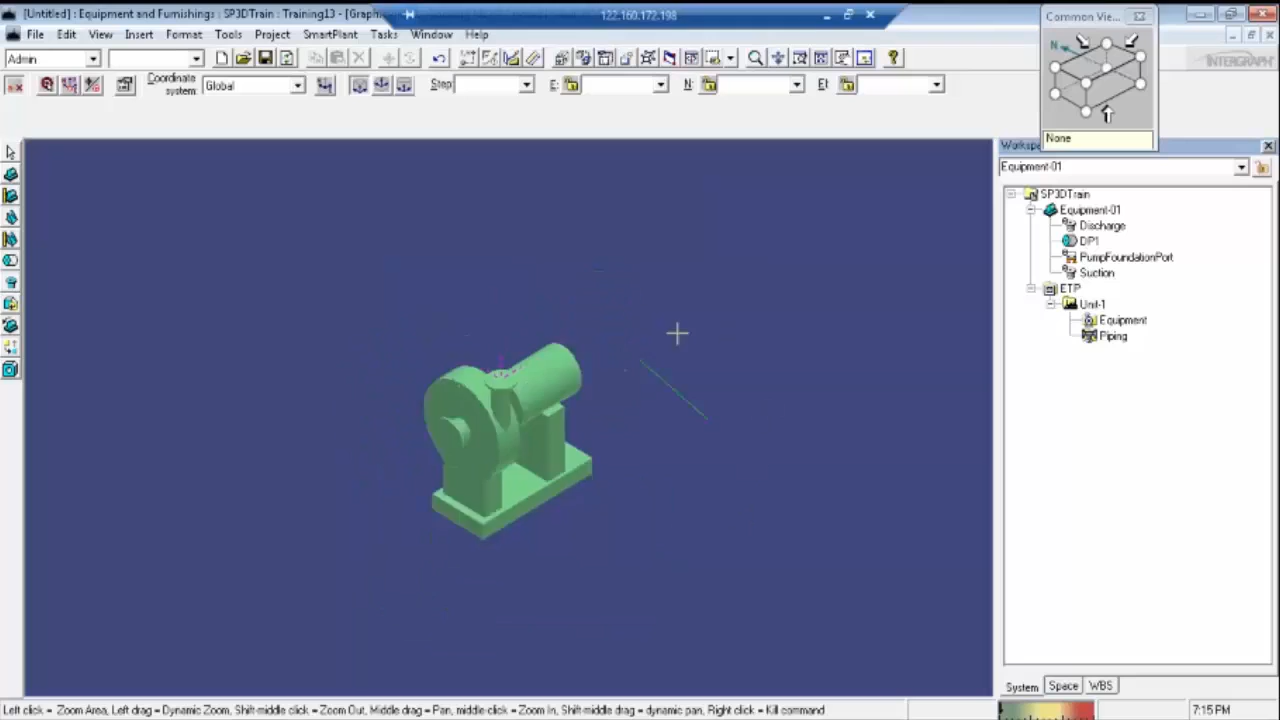 [Untitled] : Equipment and Furnishings : SP3DTrain : Training13 - [Graphic
122.160.172.198
Common Vie...
File Edit View Insert Format Tools Project SmartPlant Tasks Window Help
N
Admin
INTERGRAPH
Coordinate system: Global
Step
E:
N:
El:
None
Workspa
Equipment-01
SP3DTrain
Equipment-01
Discharge
DP1
PumpFoundationPort
Suction
ETP
Unit-1
Equipment
Piping
System Space WBS
Left click = Zoom Area, Left drag = Dynamic Zoom, Shift-middle click = Zoom Out, Middle drag = Pan, middle-click = Zoom In, Shift-middle drag = dynamic pan, Right click = Kill command
7:15 PM